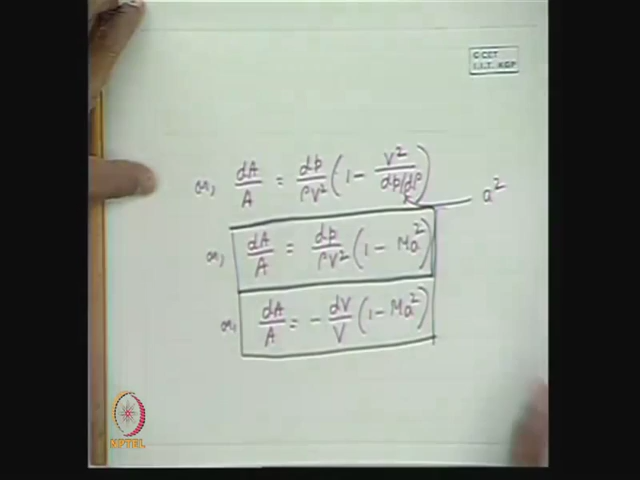 © CET
I.I.T. KGP
or, dA/A = dp/ρV² (1 - V²/(dp/dρ)) a²
or, dA/A = dp/ρV² (1 - Ma²)
or, dA/A = - dV/V (1 - Ma²)
NPTEL